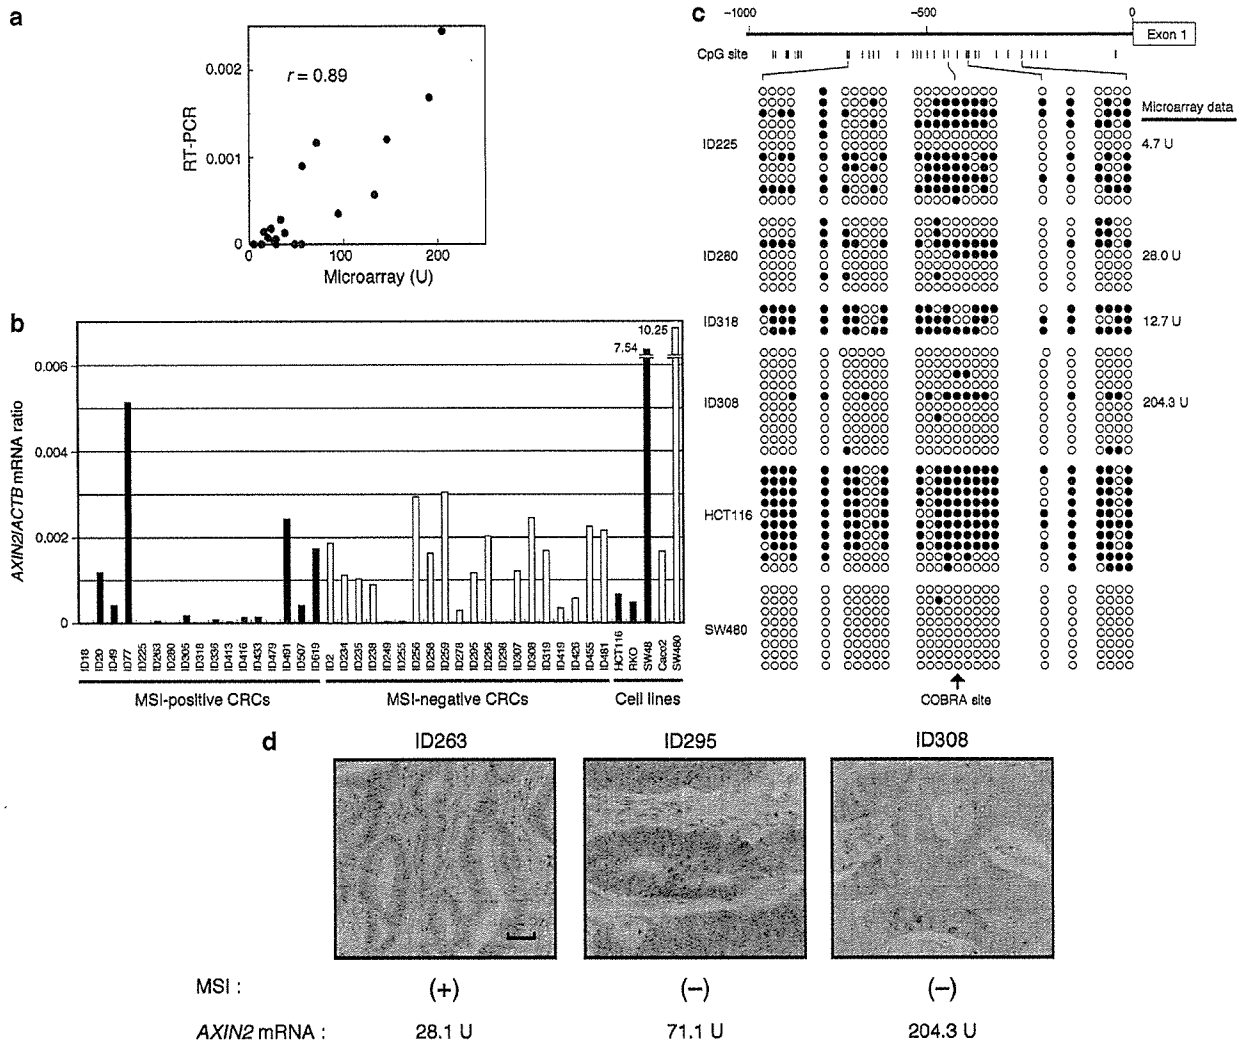 a
0.002
0.001
0
r = 0.89
RT-PCR
0 100 200
Microarray (U)
b
AXIN2/ACTB mRNA ratio
0.006
0.004
0.002
0
7.54
10.25
ID18 ID20 ID49 ID77 ID225 ID263 ID280 ID305 ID318 ID336 ID413 ID416 ID433 ID479 ID491 ID507 ID619 ID2 ID234 ID235 ID238 ID249 ID255 ID256 ID258 ID259 ID278 ID295 ID296 ID298 ID307 ID308 ID319 ID419 ID426 ID455 ID481 HCT116 RKO SW48 Caco2 SW480
MSI-positive CRCs MSI-negative CRCs Cell lines
c
−1000 −500 0
Exon 1
CpG site
Microarray data
ID225 4.7 U
ID280 28.0 U
ID318 12.7 U
ID308 204.3 U
HCT116
SW480
COBRA site
d
ID263 ID295 ID308
MSI : (+) (−) (−)
AXIN2 mRNA : 28.1 U 71.1 U 204.3 U